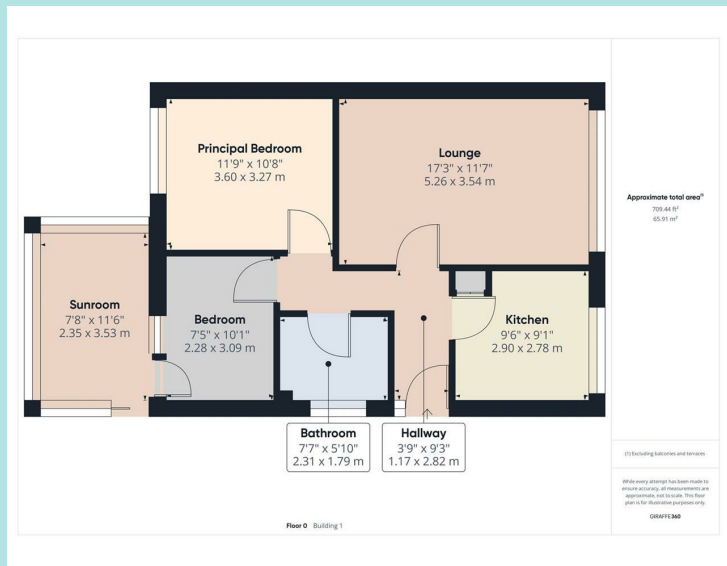 Principal Bedroom
11'9" x 10'8"
3.60 x 3.27 m
Lounge
17'3" x 11'7"
5.26 x 3.54 m
Sunroom
7'8" x 11'6"
2.35 x 3.53 m
Bedroom
7'5" x 10'1"
2.28 x 3.09 m
Kitchen
9'6" x 9'1"
2.90 x 2.78 m
Bathroom
7'7" x 5'10"
2.31 x 1.79 m
Hallway
3'9" x 9'3"
1.17 x 2.82 m
Floor 0 Building 1
Approximate total area⁽¹⁾
709.44 ft²
65.91 m²
(1) Excluding balconies and terraces
While every attempt has been made to
ensure accuracy, all measurements are
approximate, not to scale. This floor
plan is for illustrative purposes only.
GIRAFFE360